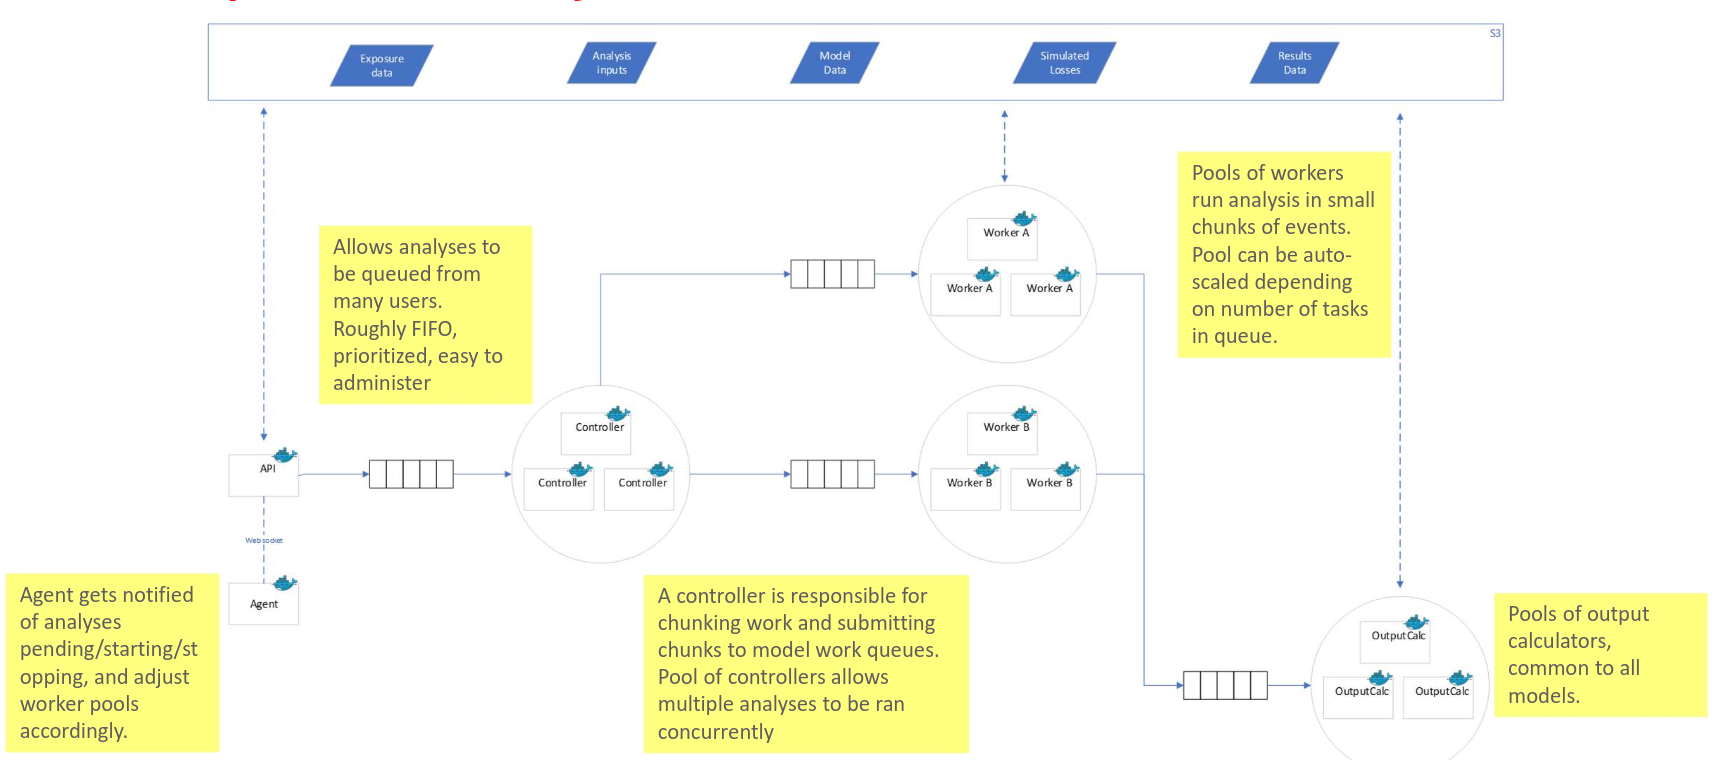 S3
Exposure
data
Analysis
inputs
Model
Data
Simulated
Losses
Results
Data
Pools of workers
run analysis in small
chunks of events.
Pool can be auto-
scaled depending
on number of tasks
in queue.
Allows analyses to
be queued from
many users.
Roughly FIFO,
prioritized, easy to
administer
Worker A
Worker A
Worker A
Controller
Controller
Controller
Worker B
Worker B
Worker B
API
Websocket
Agent
Agent gets notified
of analyses
pending/starting/st
opping, and adjust
worker pools
accordingly.
A controller is responsible for
chunking work and submitting
chunks to model work queues.
Pool of controllers allows
multiple analyses to be ran
concurrently
OutputCalc
OutputCalc
OutputCalc
Pools of output
calculators,
common to all
models.